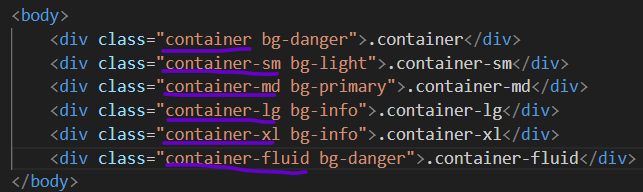 <body>
<div class="container bg-danger">.container</div>
<div class="container-sm bg-light">.container-sm</div>
<div class="container-md bg-primary">.container-md</div>
<div class="container-lg bg-info">.container-lg</div>
<div class="container-xl bg-info">.container-xl</div>
<div class="container-fluid bg-danger">.container-fluid</div>
</body>